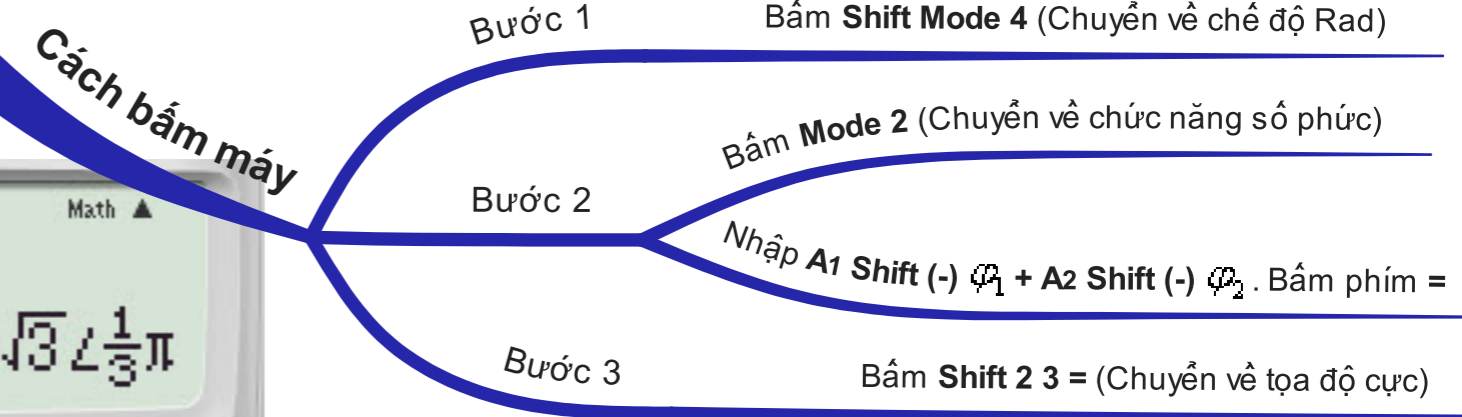 Cách bấm máy
Bước 1
Bấm Shift Mode 4 (Chuyển về chế độ Rad)
Bước 2
Bấm Mode 2 (Chuyển về chức năng số phức)
Nhập A1 Shift (-) φ1 + A2 Shift (-) φ2 . Bấm phím =
Bước 3
Bấm Shift 2 3 = (Chuyển về tọa độ cực)
Math ▲
√3∠1/3π